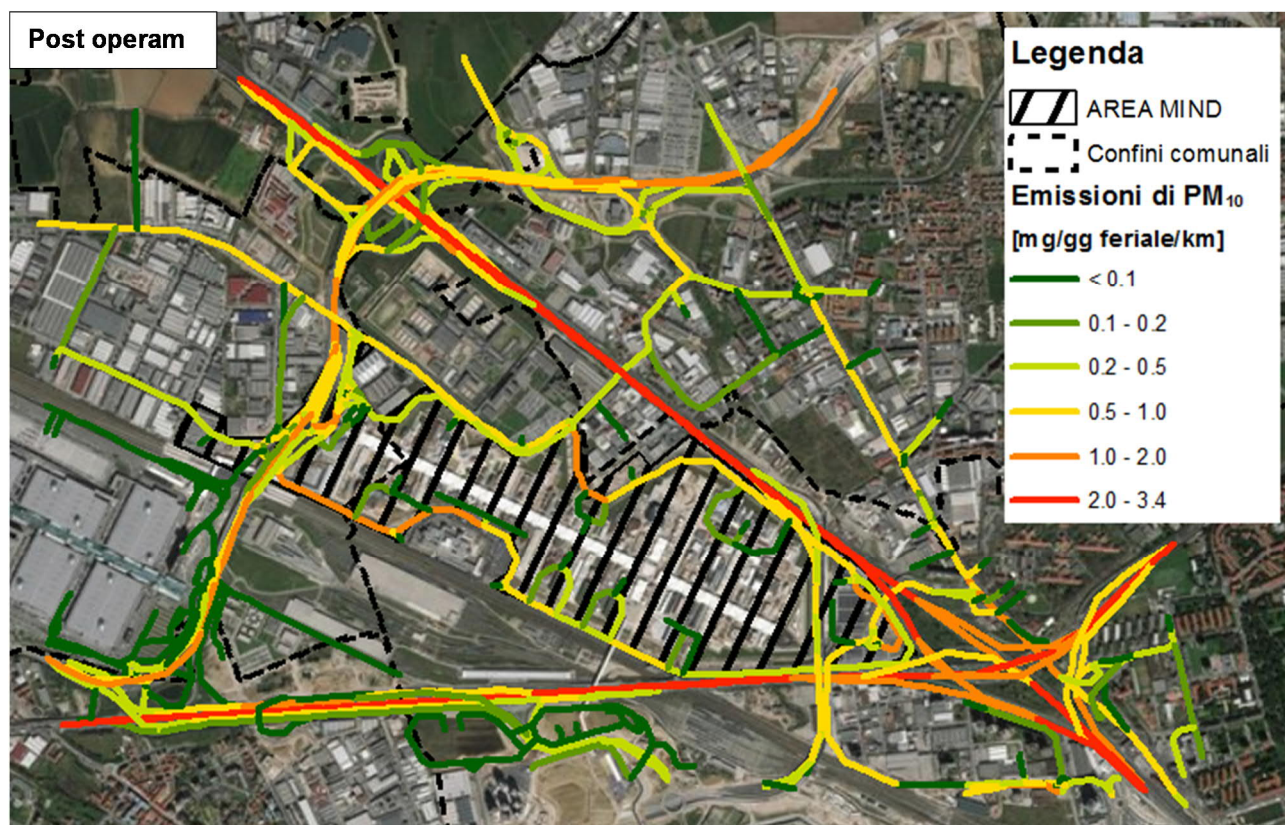 Post operam
Legenda
AREA MIND
Confini comunali
Emissioni di PM₁₀
[mg/gg feriale/km]
< 0.1
0.1 - 0.2
0.2 - 0.5
0.5 - 1.0
1.0 - 2.0
2.0 - 3.4